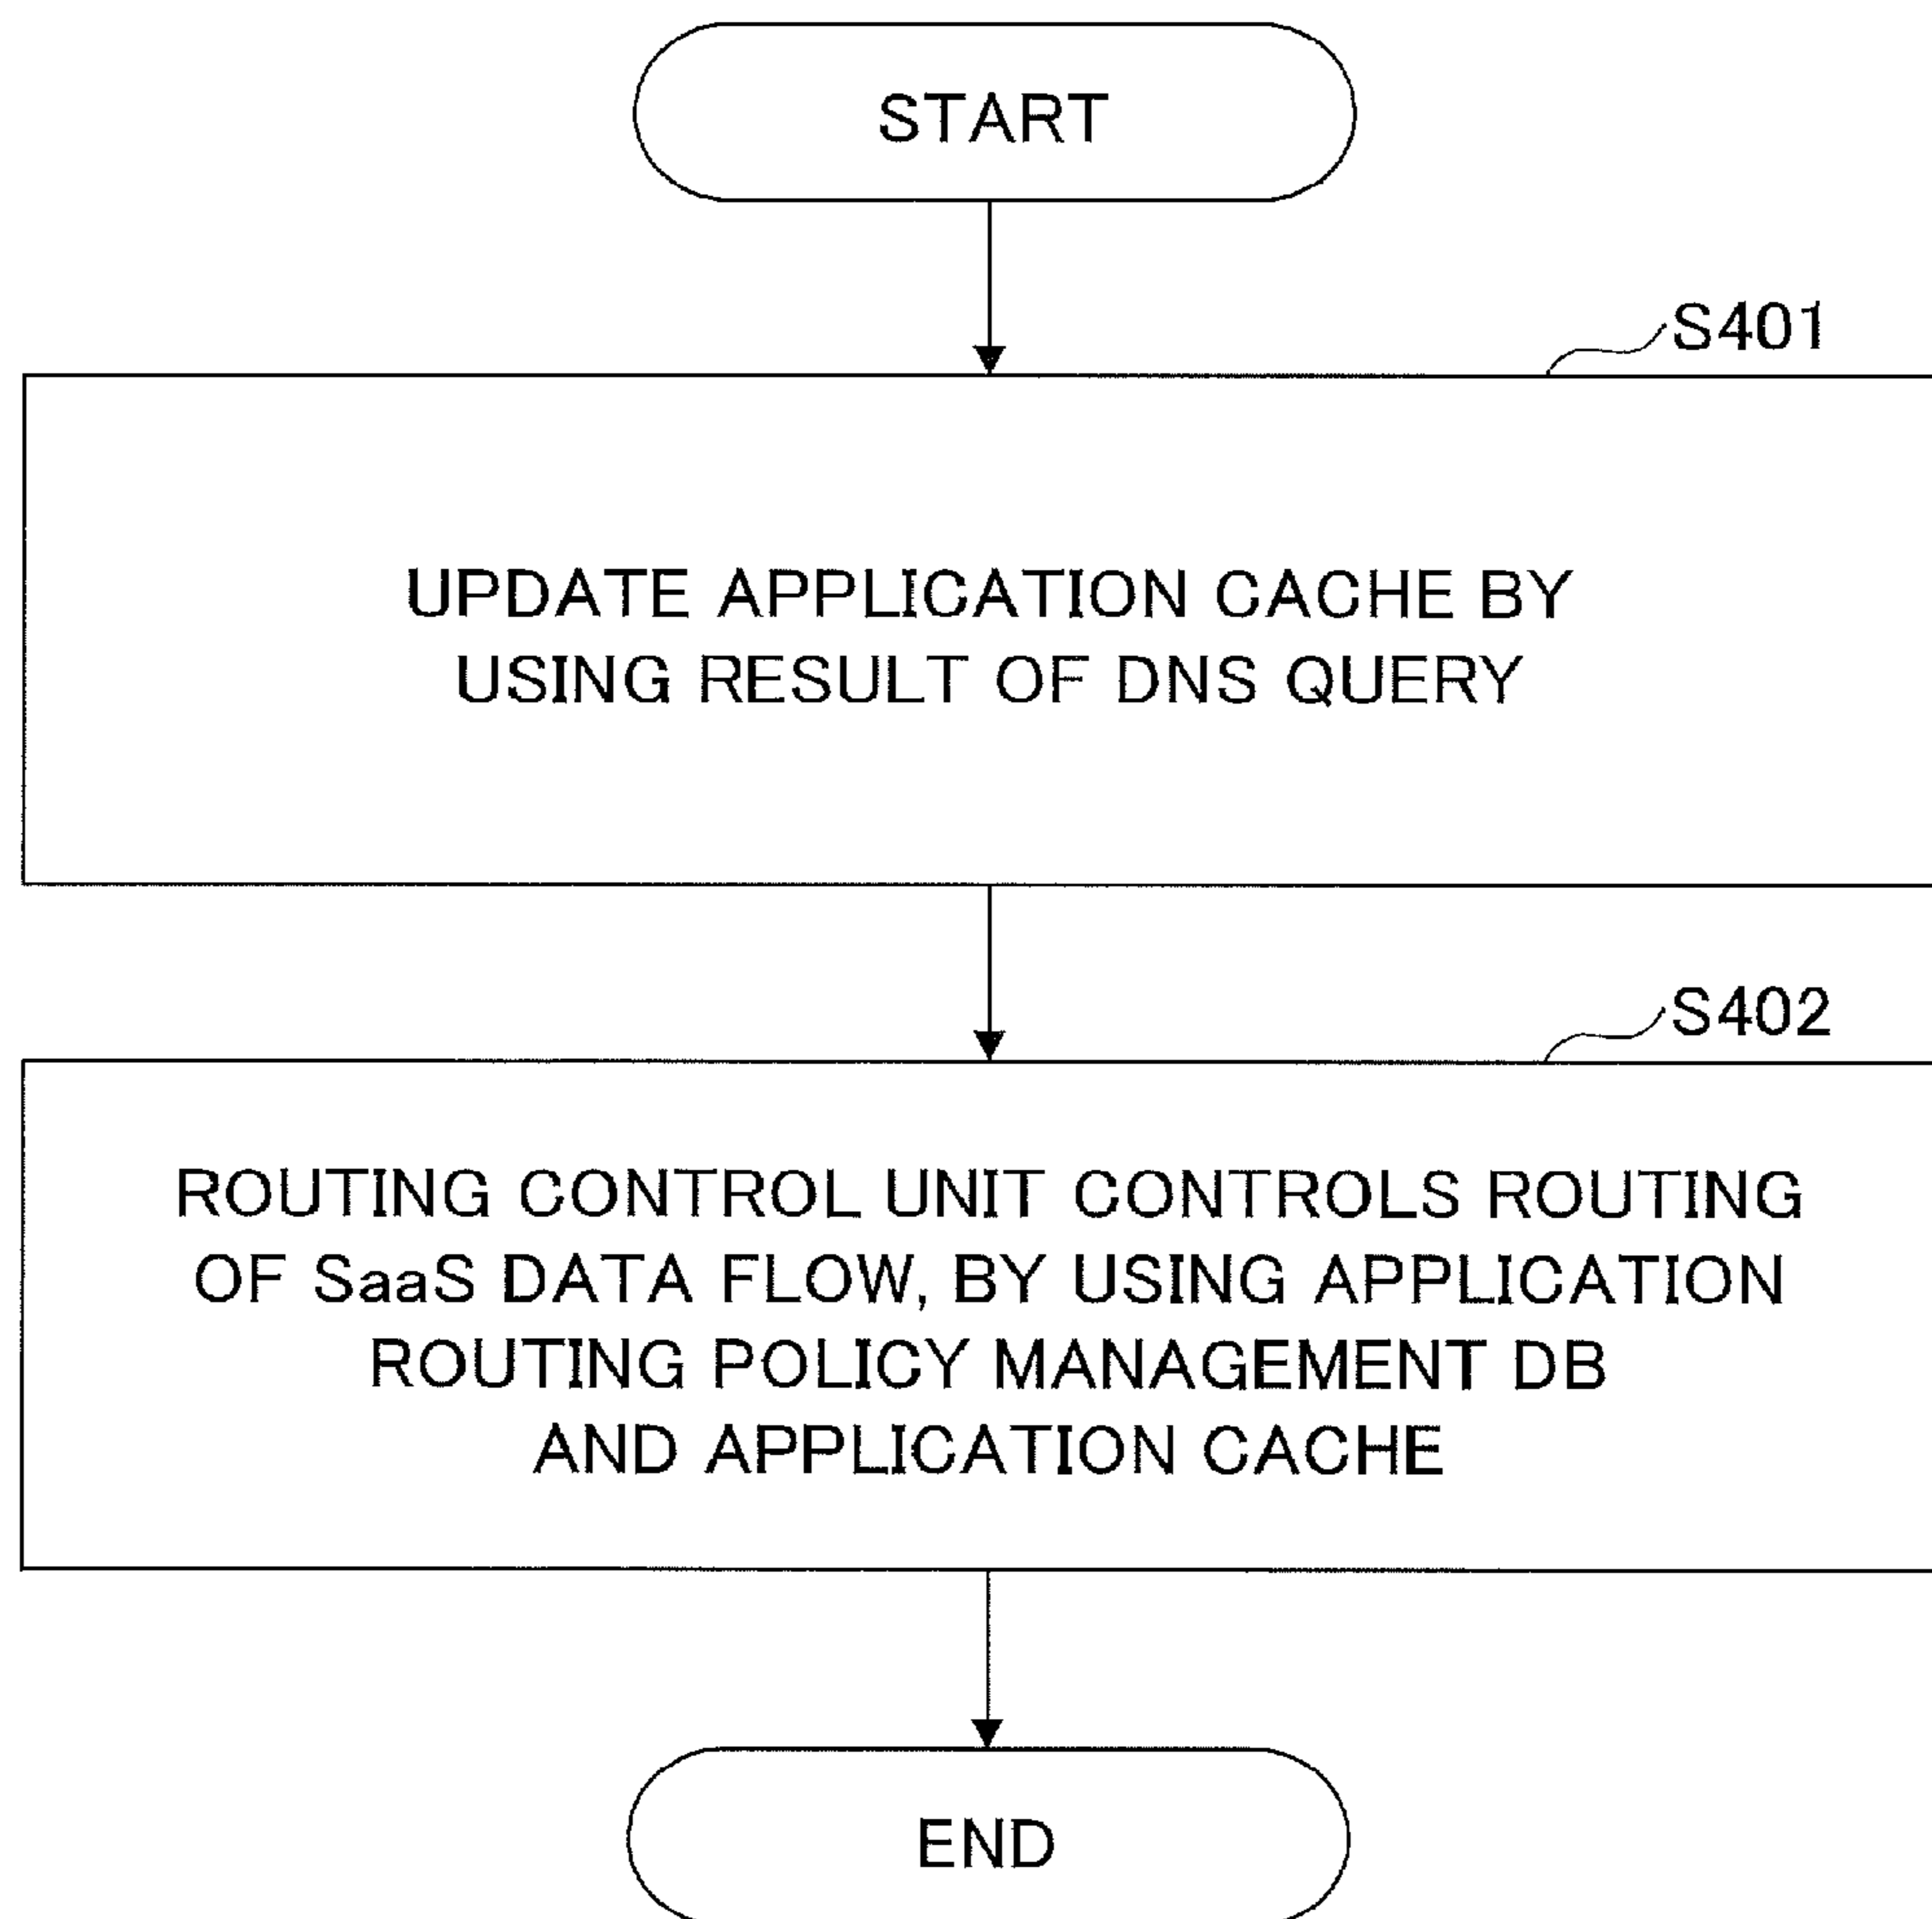 START
S401
UPDATE APPLICATION CACHE BY
USING RESULT OF DNS QUERY
S402
ROUTING CONTROL UNIT CONTROLS ROUTING
OF SaaS DATA FLOW, BY USING APPLICATION
ROUTING POLICY MANAGEMENT DB
AND APPLICATION CACHE
END